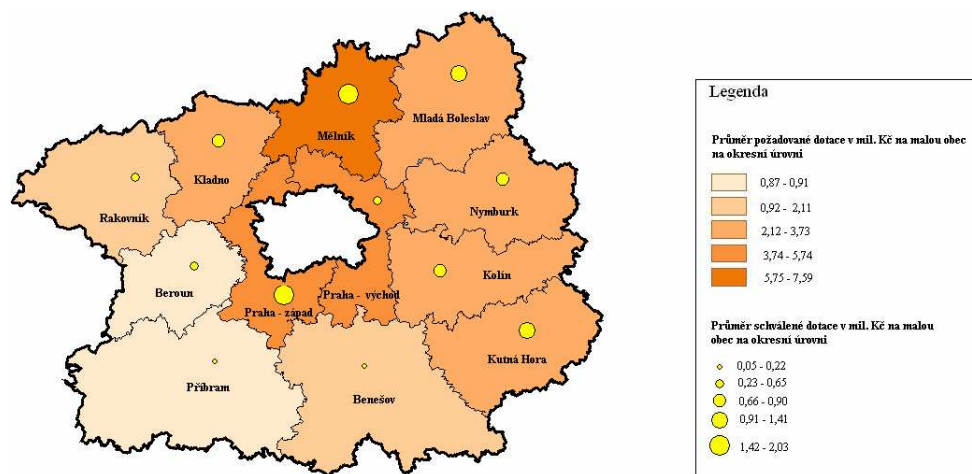 Mělník
Mladá Boleslav
Kladno
Rakovník
Nymburk
Beroun
Kolín
Praha - východ
Praha - západ
Kutná Hora
Příbram
Benešov
Legenda
Průměr požadované dotace v mil. Kč na malou obec
na okresní úrovni
0,87 - 0,91
0,92 - 2,11
2,12 - 3,73
3,74 - 5,74
5,75 - 7,59
Průměr schválené dotace v mil. Kč na malou
obec na okresní úrovni
0,05 - 0,22
0,23 - 0,65
0,66 - 0,90
0,91 - 1,41
1,42 - 2,03